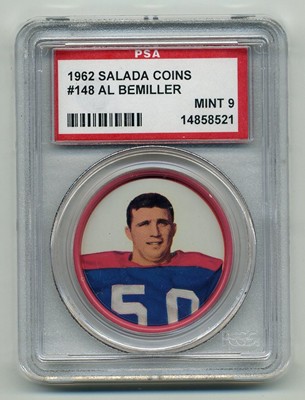 PSA
1962 SALADA COINS
#148 AL BEMILLER
MINT 9
14858521
50